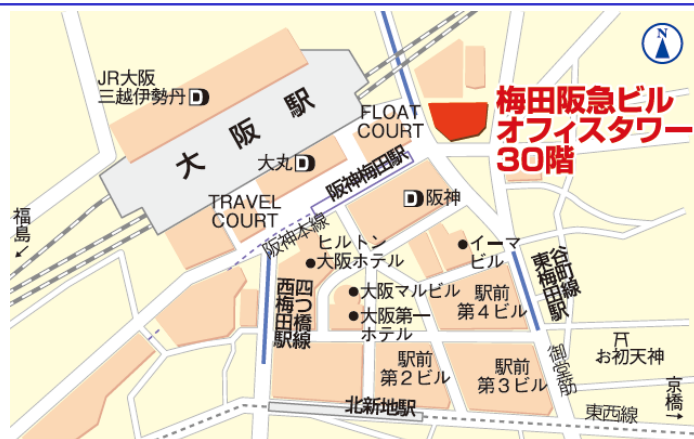 N
JR大阪
三越伊勢丹 D
大阪駅
FLOAT
COURT
梅田阪急ビル
オフィスタワー
30階
大丸 D
阪神梅田駅
TRAVEL
COURT
D 阪神
福島
阪神本線
ヒルトン
大阪ホテル
イーマ
ビル
谷町線
東梅田駅
四つ橋線
西梅田駅
大阪マルビル
大阪第一
ホテル
駅前
第4ビル
お初天神
御堂筋
駅前
第2ビル
駅前
第3ビル
京橋
北新地駅
東西線